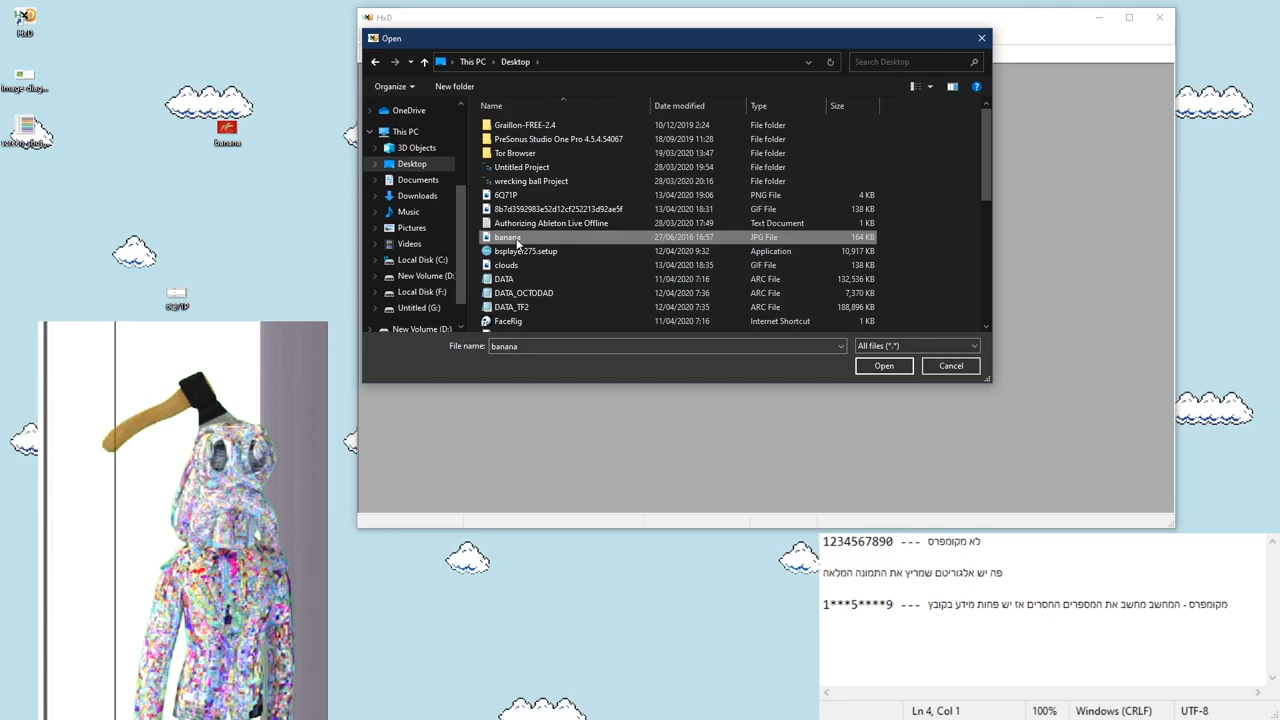 HxD
image diag...
screen shot...
banana
6Q71P
HxD
Open
This PC
Desktop
Search Desktop
Organize
New folder
OneDrive
This PC
3D Objects
Desktop
Documents
Downloads
Music
Pictures
Videos
Local Disk (C:)
New Volume (D:
Local Disk (F:)
Untitled (G:)
New Volume (D:)
Name Date modified Type Size
Graillon-FREE-2.4 10/12/2019 2:24 File folder
PreSonus Studio One Pro 4.5.4.54067 18/09/2019 11:28 File folder
Tor Browser 19/03/2020 13:47 File folder
Untitled Project 28/03/2020 19:54 File folder
wrecking ball Project 28/03/2020 20:16 File folder
6Q71P 13/04/2020 19:06 PNG File 4 KB
8b7d3592983e52d12cf252213d92ae5f 13/04/2020 18:31 GIF File 138 KB
Authorizing Ableton Live Offline 28/03/2020 17:49 Text Document 1 KB
banana 27/06/2016 16:57 JPG File 164 KB
bsplayer275.setup 12/04/2020 9:32 Application 10,917 KB
clouds 13/04/2020 18:35 GIF File 138 KB
DATA 11/04/2020 7:16 ARC File 132,536 KB
DATA_OCTODAD 12/04/2020 7:36 ARC File 7,370 KB
DATA_TF2 12/04/2020 7:35 ARC File 188,896 KB
FaceRig 11/04/2020 7:16 Internet Shortcut 1 KB
File name: banana All files (*.*)
Open Cancel
1234567890 --- לא מקומפרס
פה יש אלגוריטם שמריץ את התמונה המלאה
1***5****9 --- מקומפרס - המחשב מחשב את המספרים החסרים אז יש פחות מידע בקובץ
Ln 4, Col 1 100% Windows (CRLF) UTF-8